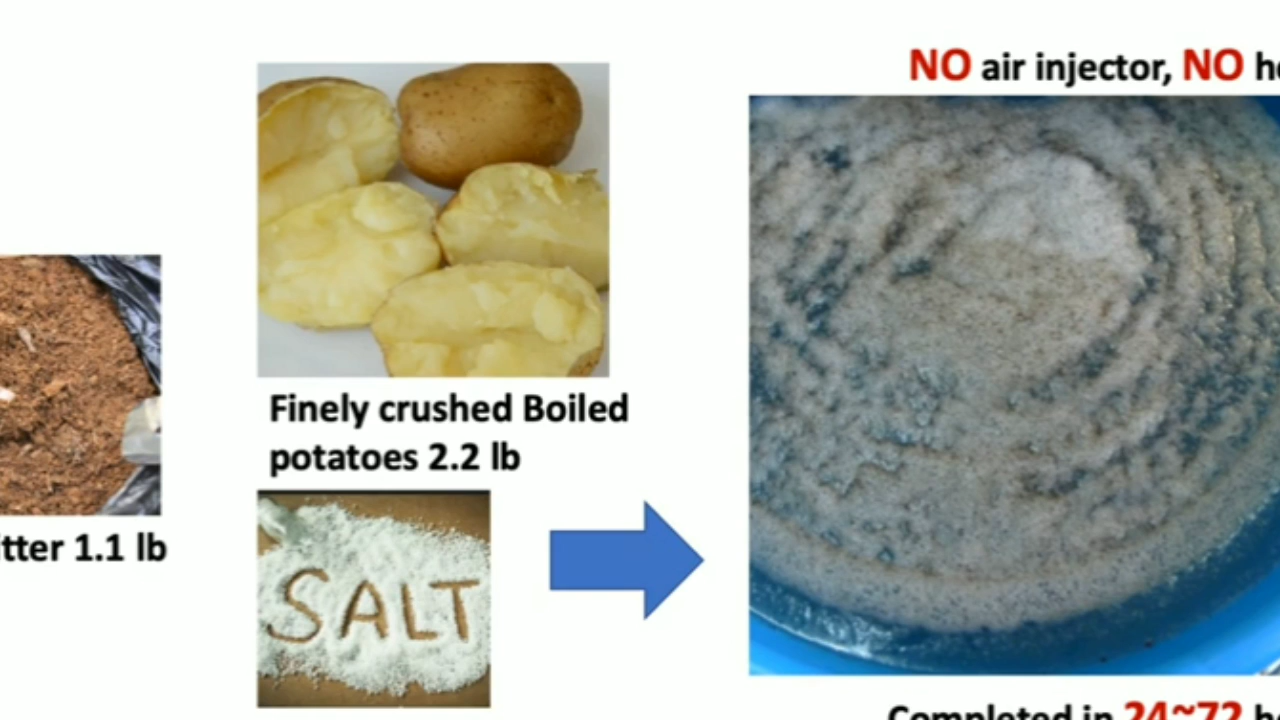 NO air injector, NO
Finely crushed Boiled
potatoes 2.2 lb
1.1 lb
SALT
Completed in 24~72